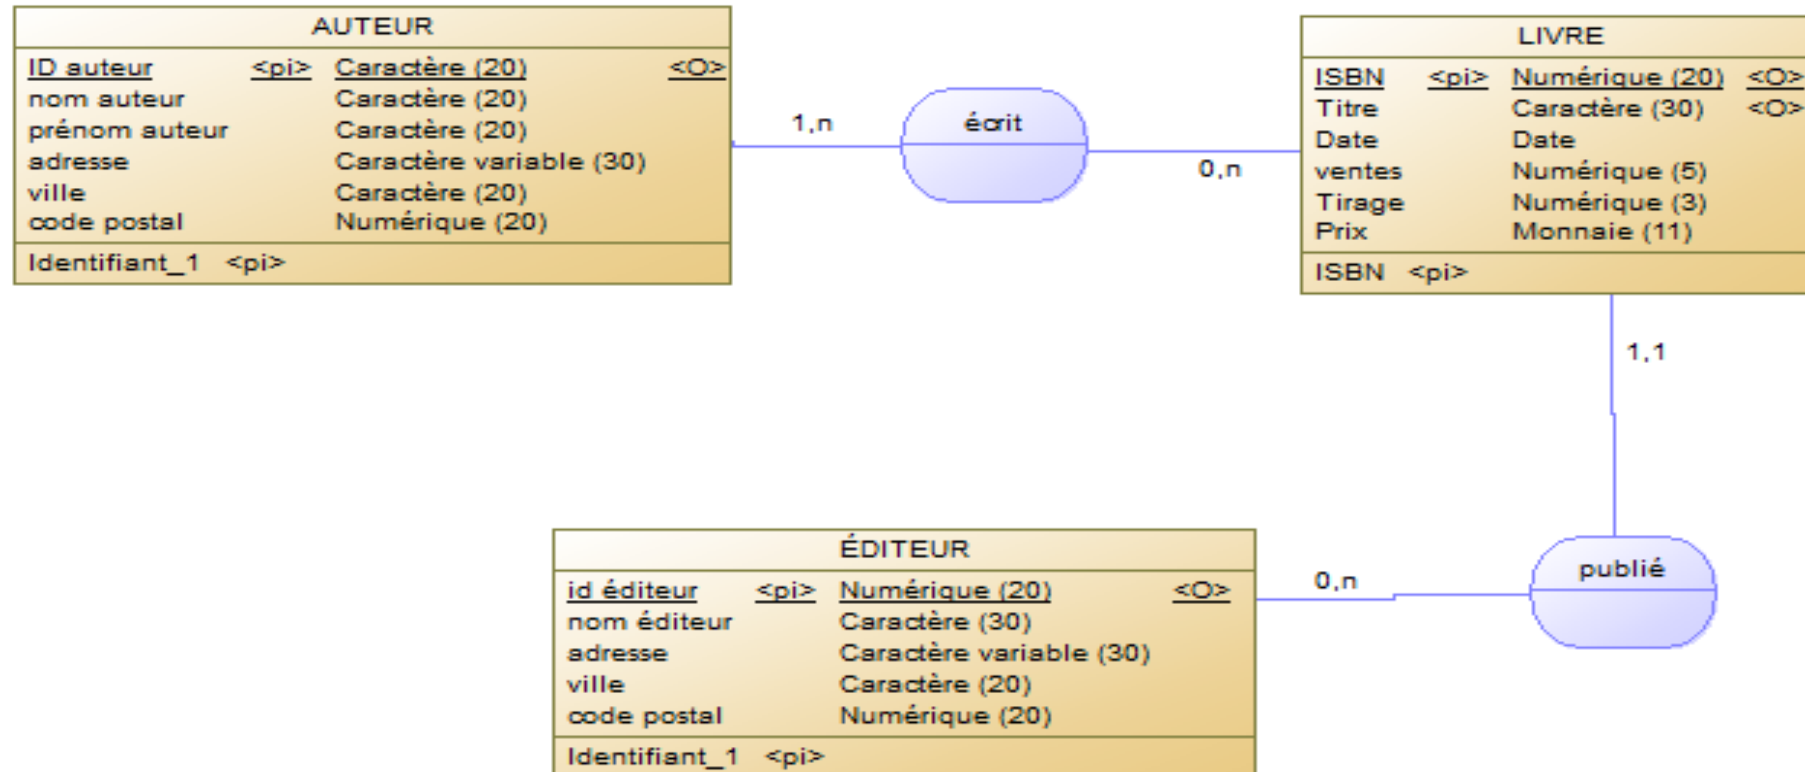 AUTEUR
ID auteur <pi> Caractère (20) <O>
nom auteur Caractère (20)
prénom auteur Caractère (20)
adresse Caractère variable (30)
ville Caractère (20)
code postal Numérique (20)
Identifiant_1 <pi>
1,n
écrit
0,n
LIVRE
ISBN <pi> Numérique (20) <O>
Titre Caractère (30) <O>
Date Date
ventes Numérique (5)
Tirage Numérique (3)
Prix Monnaie (11)
ISBN <pi>
1,1
publié
0,n
ÉDITEUR
id éditeur <pi> Numérique (20) <O>
nom éditeur Caractère (30)
adresse Caractère variable (30)
ville Caractère (20)
code postal Numérique (20)
Identifiant_1 <pi>